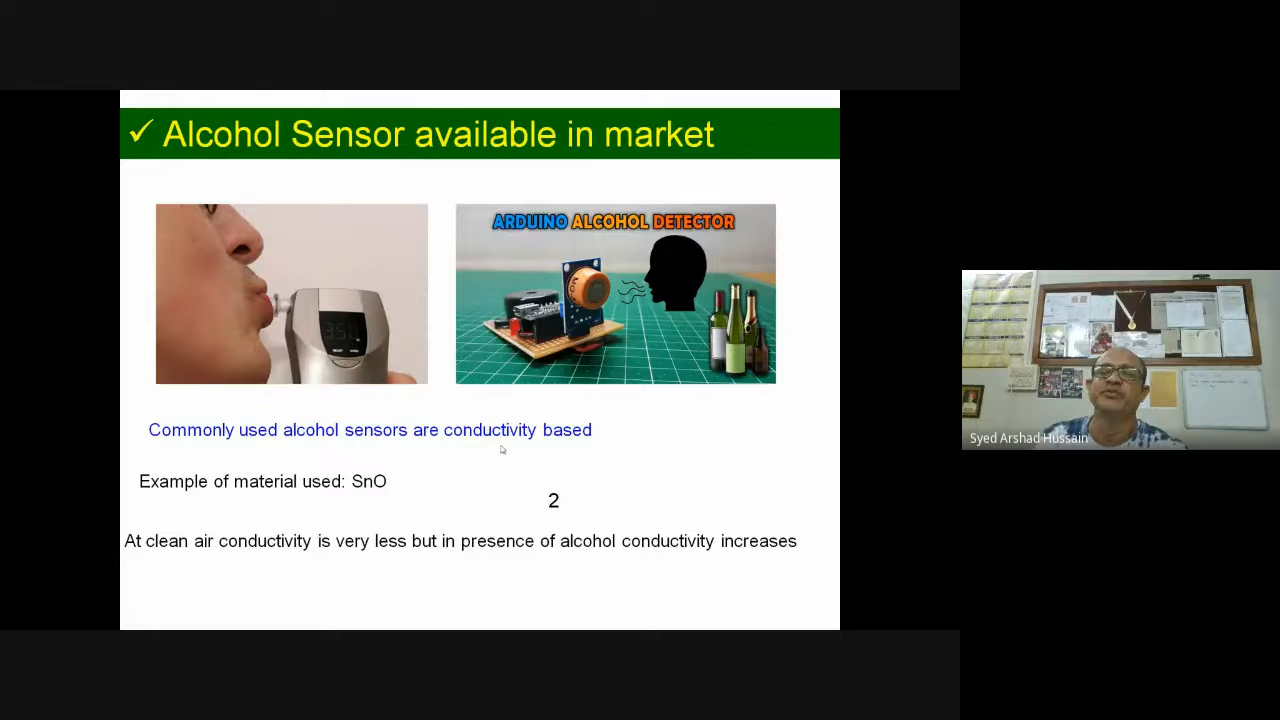 ✓ Alcohol Sensor available in market
ARDUINO ALCOHOL DETECTOR
Commonly used alcohol sensors are conductivity based
Example of material used: SnO
2
At clean air conductivity is very less but in presence of alcohol conductivity increases
Syed Arshad Hussain